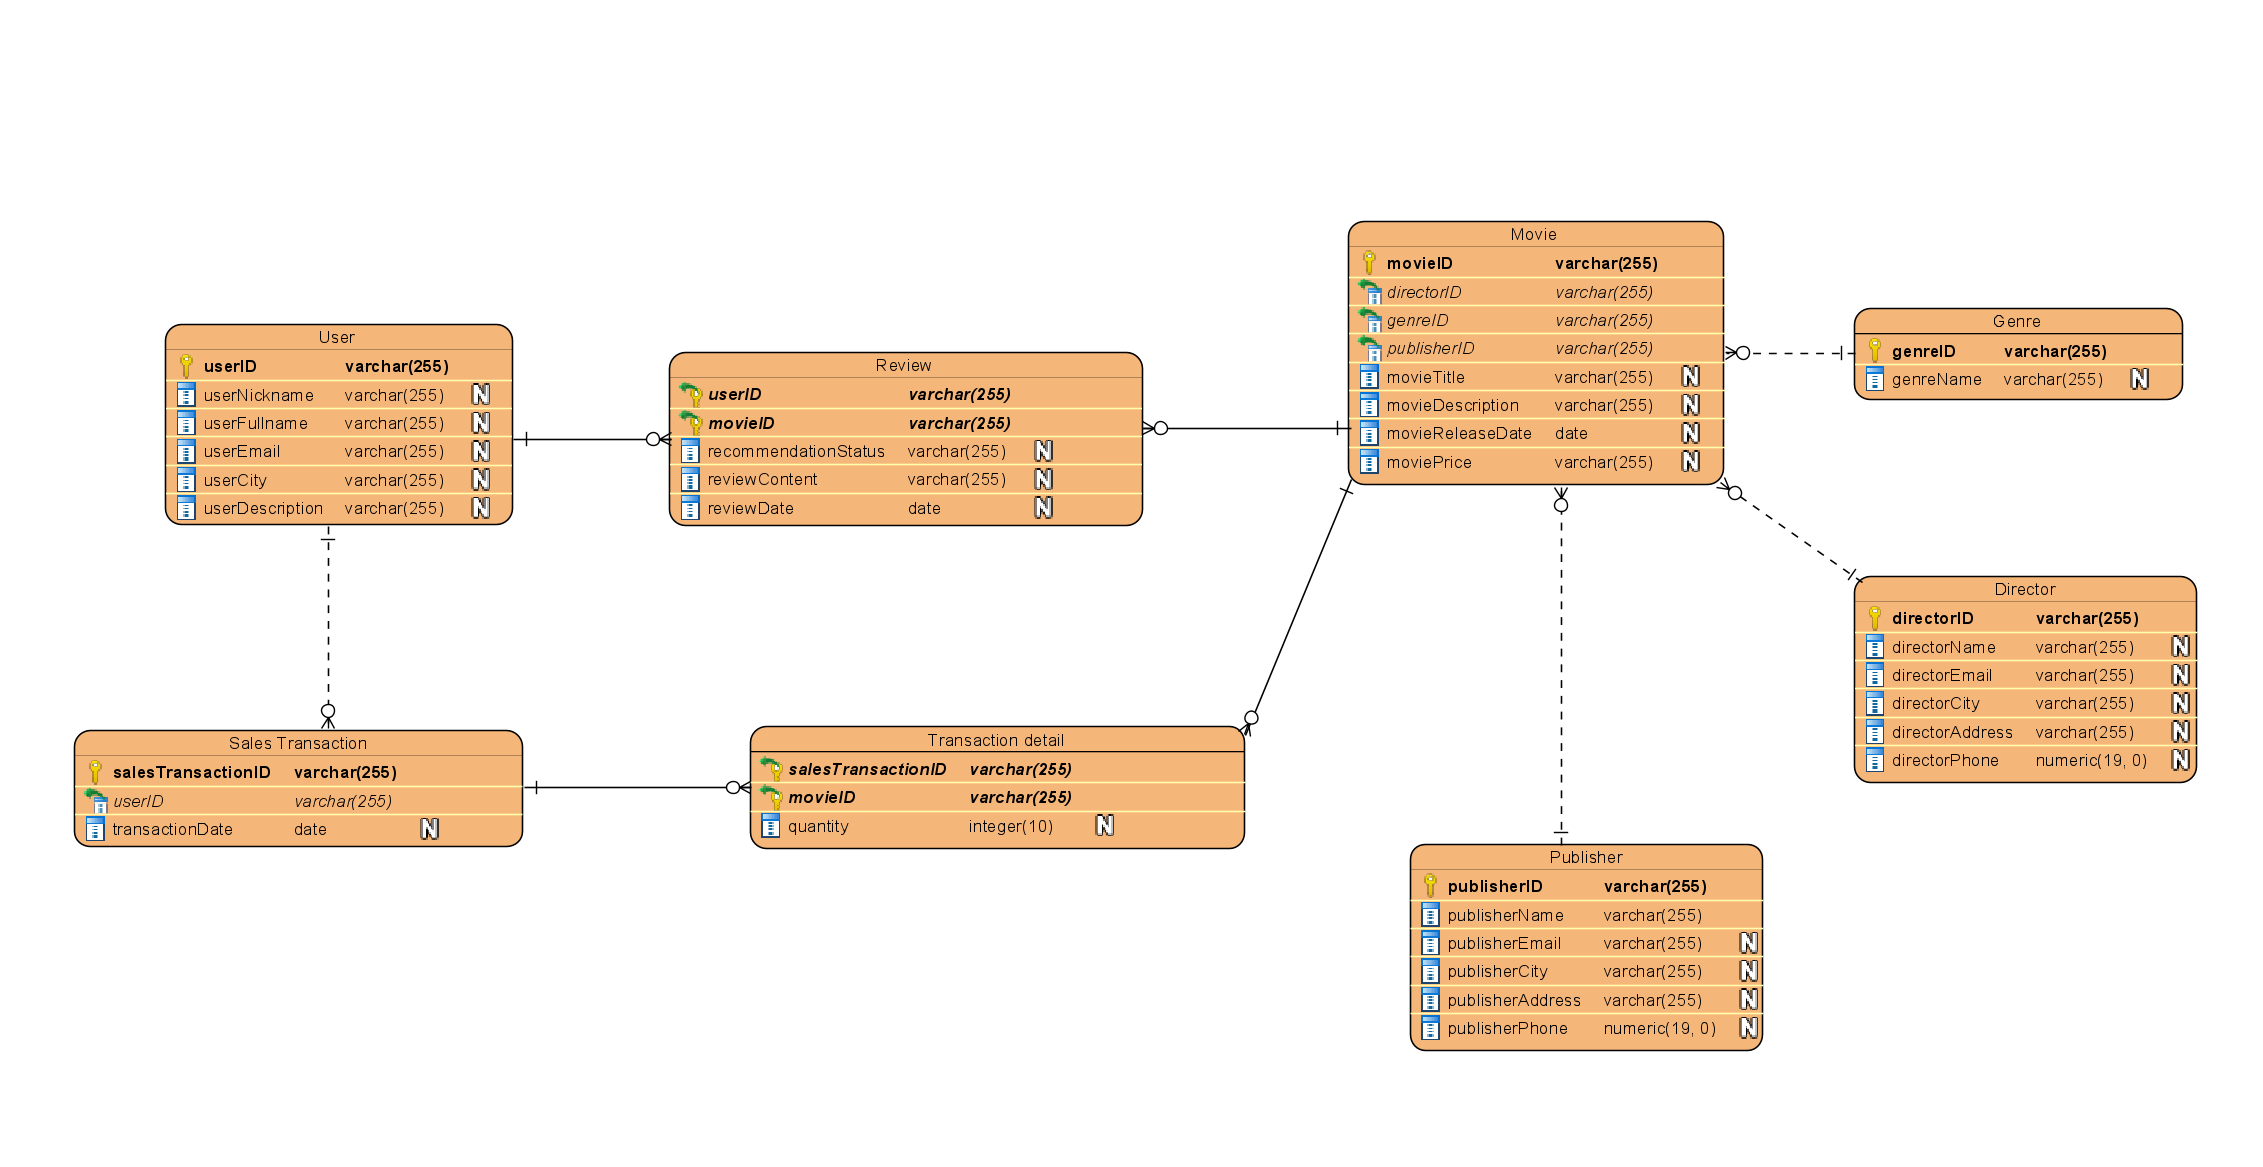 User
userID varchar(255)
userNickname varchar(255) N
userFullname varchar(255) N
userEmail varchar(255) N
userCity varchar(255) N
userDescription varchar(255) N
Review
userID varchar(255)
movieID varchar(255)
recommendationStatus varchar(255) N
reviewContent varchar(255) N
reviewDate date N
Movie
movieID varchar(255)
directorID varchar(255)
genreID varchar(255)
publisherID varchar(255)
movieTitle varchar(255) N
movieDescription varchar(255) N
movieReleaseDate date N
moviePrice varchar(255) N
Genre
genreID varchar(255)
genreName varchar(255) N
Director
directorID varchar(255)
directorName varchar(255) N
directorEmail varchar(255) N
directorCity varchar(255) N
directorAddress varchar(255) N
directorPhone numeric(19, 0) N
Sales Transaction
salesTransactionID varchar(255)
userID varchar(255)
transactionDate date N
Transaction detail
salesTransactionID varchar(255)
movieID varchar(255)
quantity integer(10) N
Publisher
publisherID varchar(255)
publisherName varchar(255)
publisherEmail varchar(255) N
publisherCity varchar(255) N
publisherAddress varchar(255) N
publisherPhone numeric(19, 0) N